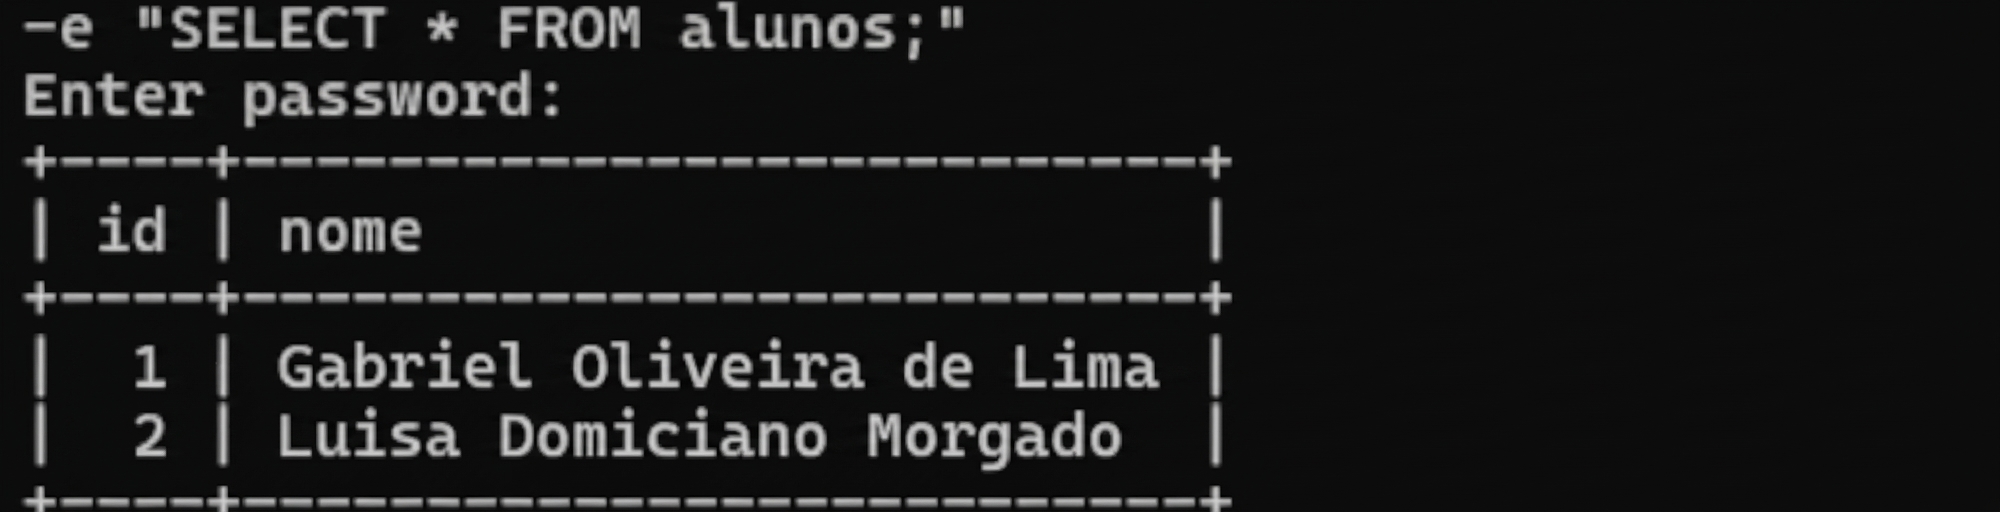 -e "SELECT * FROM alunos;"
Enter password:
+----+--------------------------+
| id | nome                     |
+----+--------------------------+
|  1 | Gabriel Oliveira de Lima |
|  2 | Luisa Domiciano Morgado  |
+----+--------------------------+